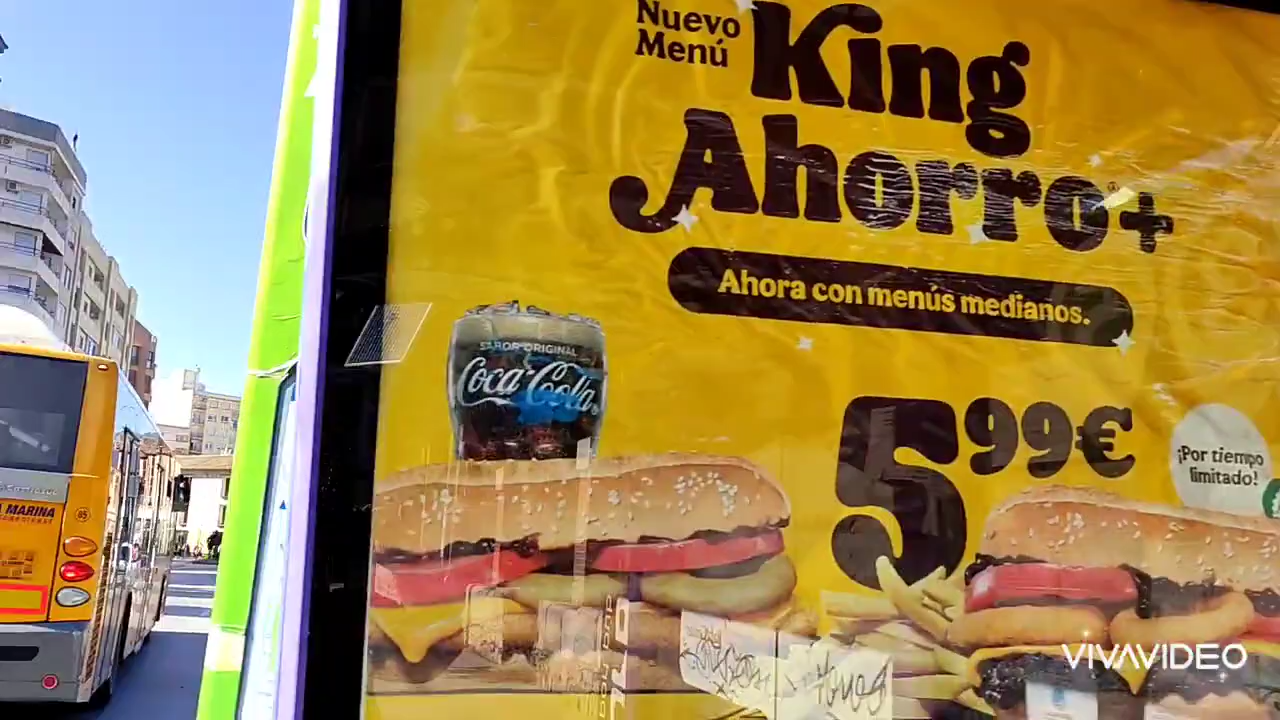 Nuevo
Menú
King
Ahorro+
Ahora con menús medianos.
SABOR ORIGINAL
Coca-Cola
5 99€
¡Por tiempo
limitado!
MARINA
85
VIVAVIDEO